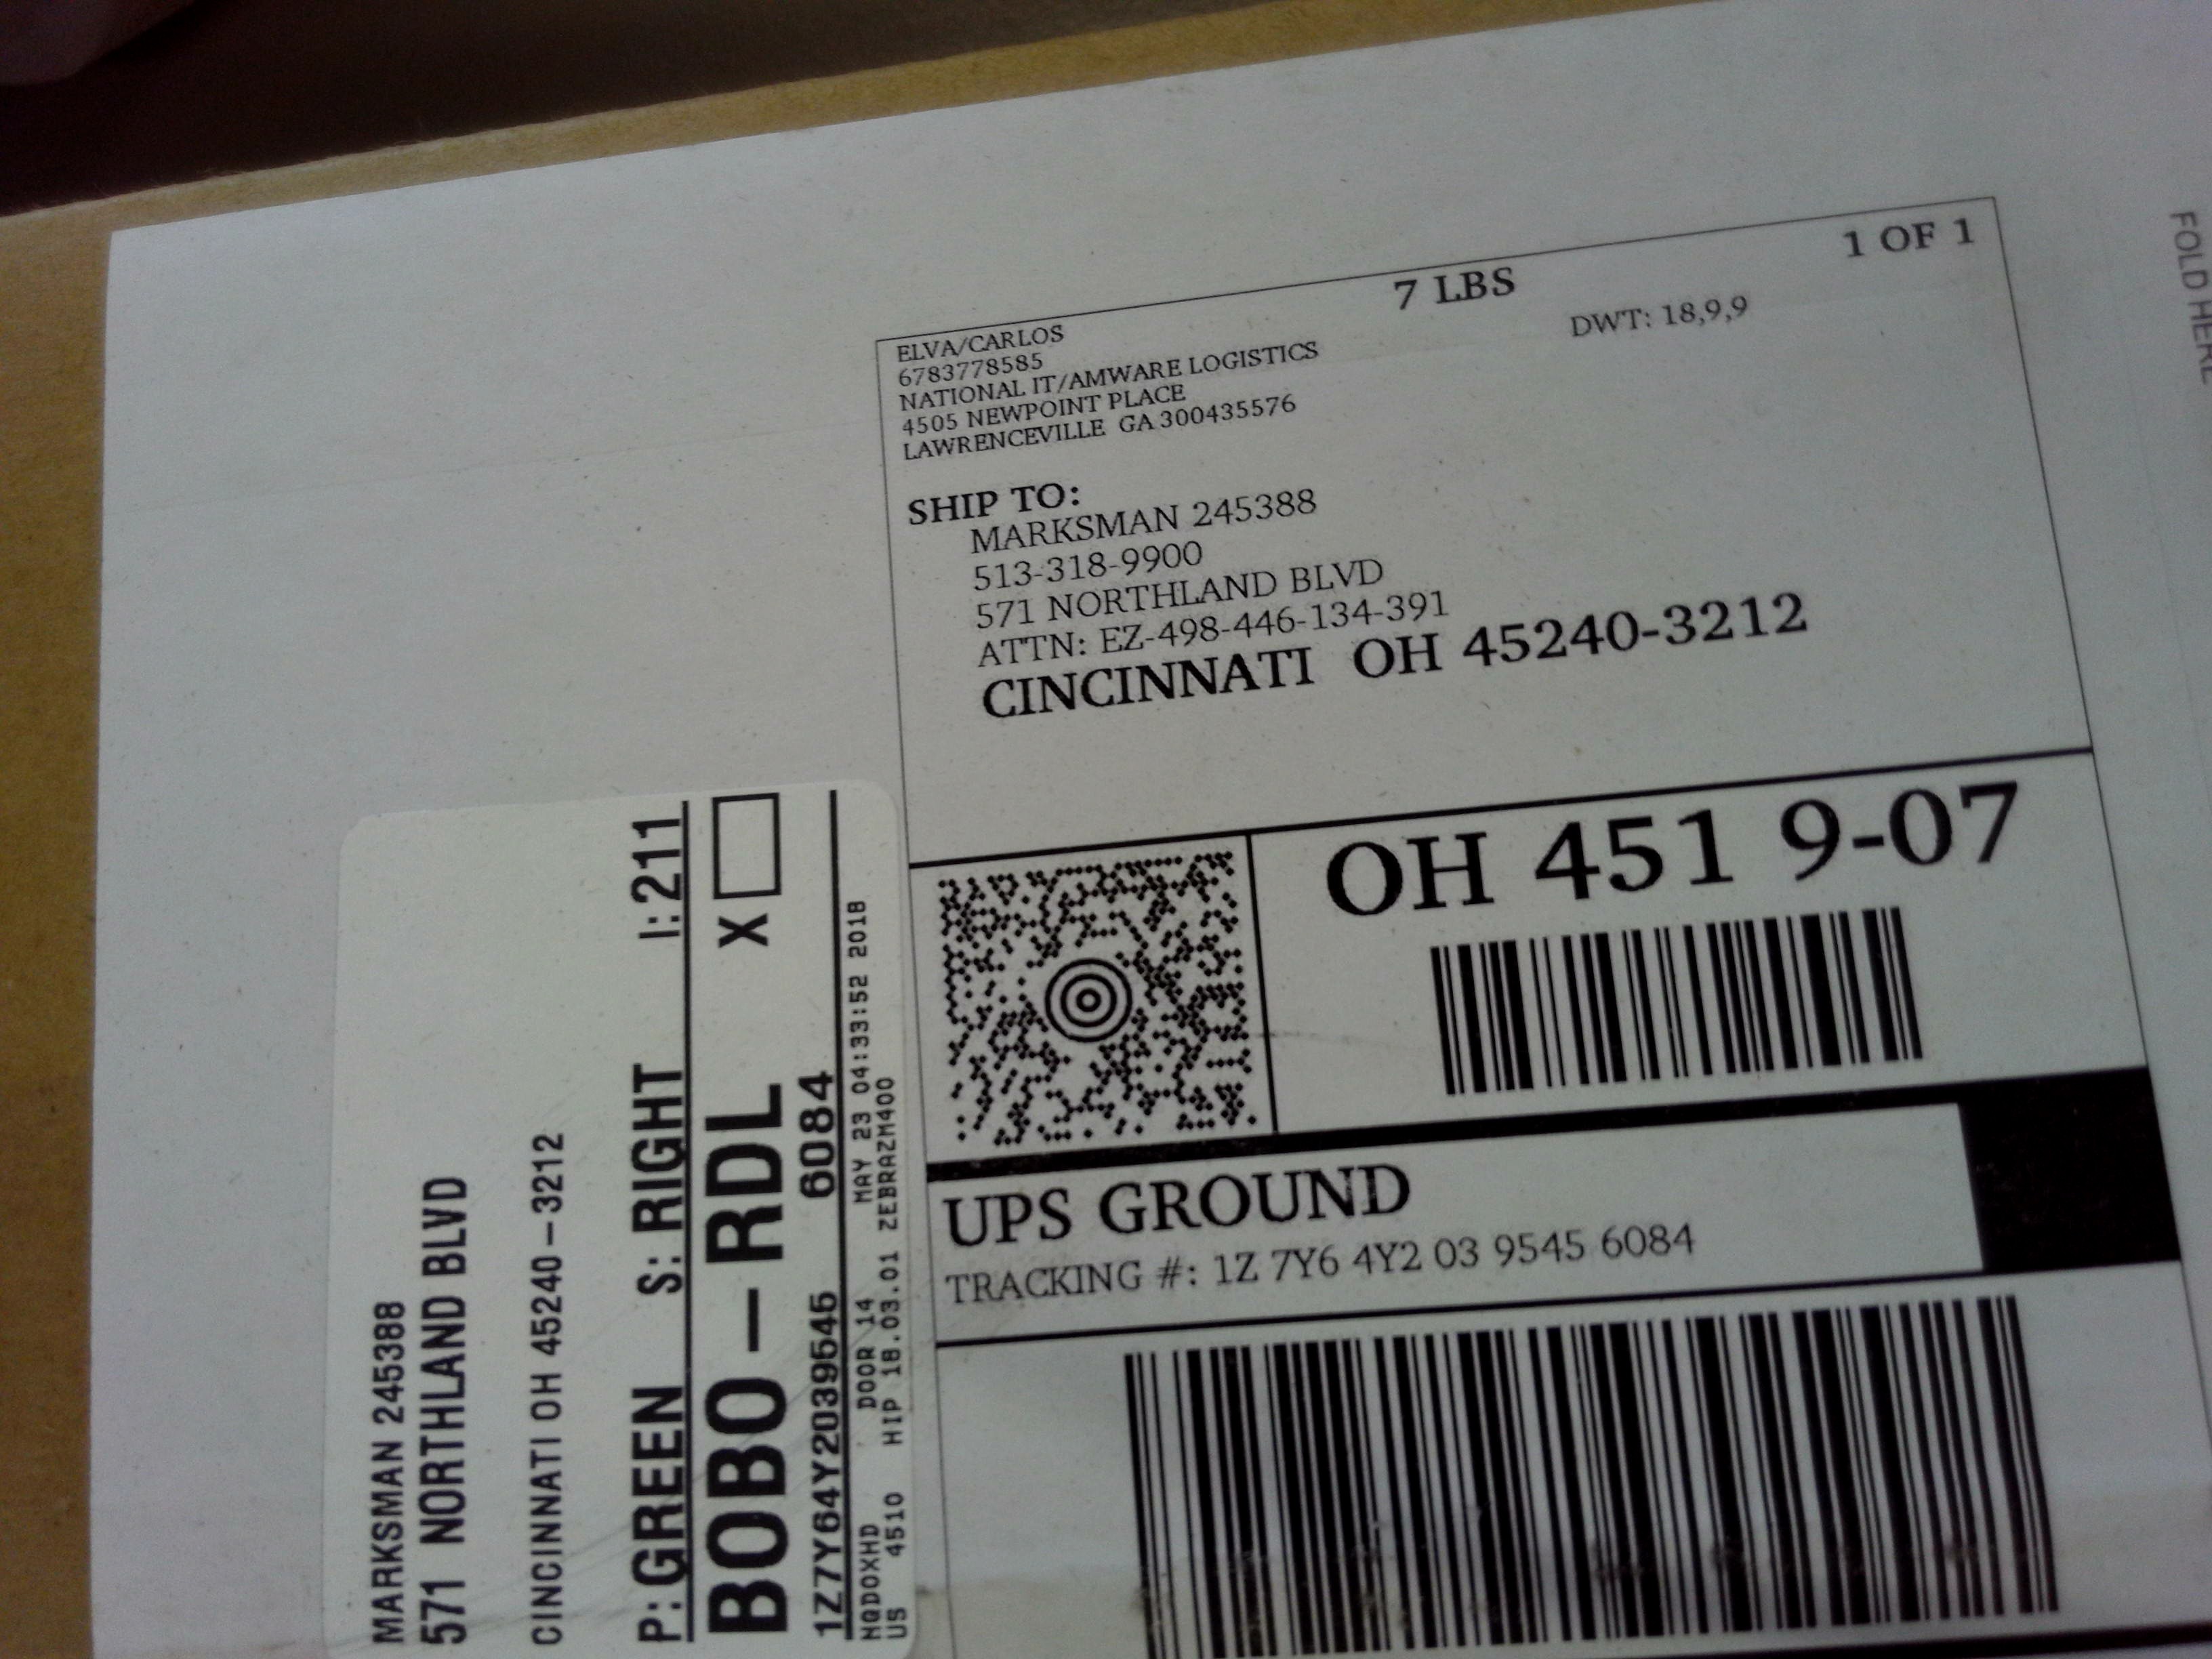 1 OF 1
7 LBS
DWT: 18,9,9
ELVA/CARLOS
6783778585
NATIONAL IT/AMWARE LOGISTICS
4505 NEWPOINT PLACE
LAWRENCEVILLE GA 300435576
SHIP TO:
MARKSMAN 245388
513-318-9900
571 NORTHLAND BLVD
ATTN: EZ-498-446-134-391
CINCINNATI OH 45240-3212
OH 451 9-07
UPS GROUND
TRACKING #: 1Z 7Y6 4Y2 03 9545 6084
MARKSMAN 245388
571 NORTHLAND BLVD
CINCINNATI OH 45240-3212
P: GREEN S: RIGHT I: 211
BOBO - RDL X
1Z7Y64Y2039545 6084
NQDOXHD DOOR 14 MAY 23 04:33:52 2018
US 4510 HIP 18.03.01 ZEBRAZM400
FOLD HERE